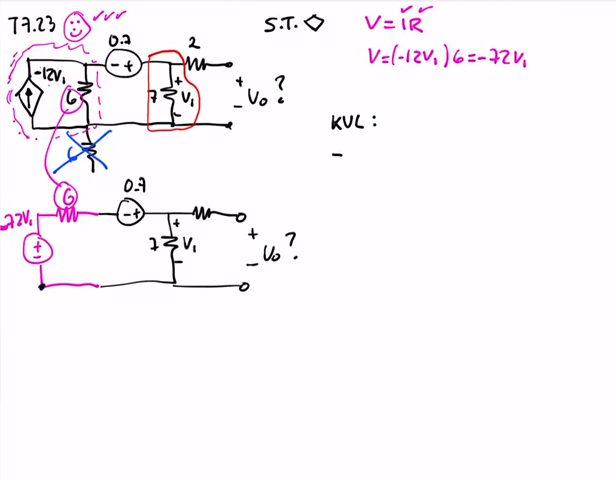 T7.23 ✓✓✓ S.T. ◇ V = iR
0.7 2
-12V₁ V=(-12V₁)6=-72V₁
- +
6 7 + V₁ - + V₀ - ?
KVL :
-
6 0.7
-72V₁ - +
+ - 7 + V₁ - + V₀ - ?